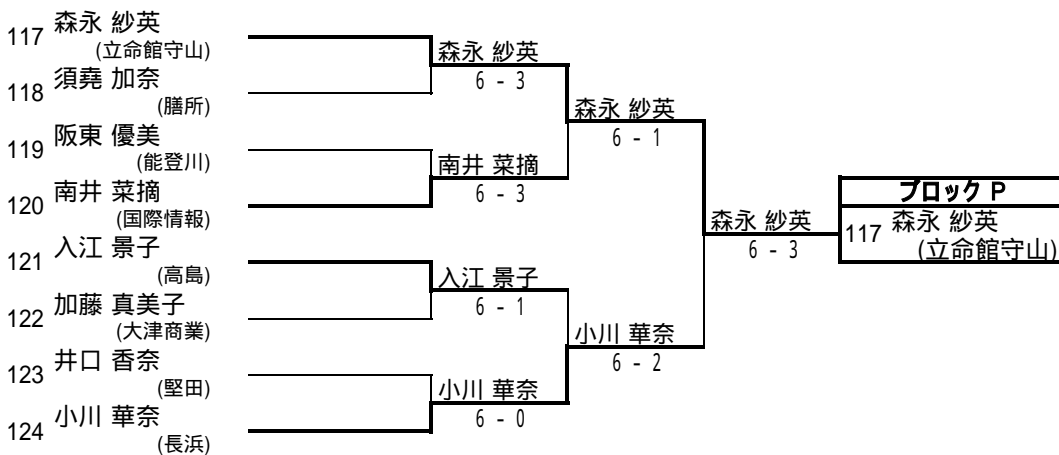 117 森永 紗英
(立命館守山)
118 須堯 加奈
(膳所)
119 阪東 優美
(能登川)
120 南井 菜摘
(国際情報)
121 入江 景子
(高島)
122 加藤 真美子
(大津商業)
123 井口 香奈
(堅田)
124 小川 華奈
(長浜)
森永 紗英
6 - 3
南井 菜摘
6 - 3
入江 景子
6 - 1
小川 華奈
6 - 0
森永 紗英
6 - 1
小川 華奈
6 - 2
森永 紗英
6 - 3
ブロック P
117 森永 紗英
(立命館守山)